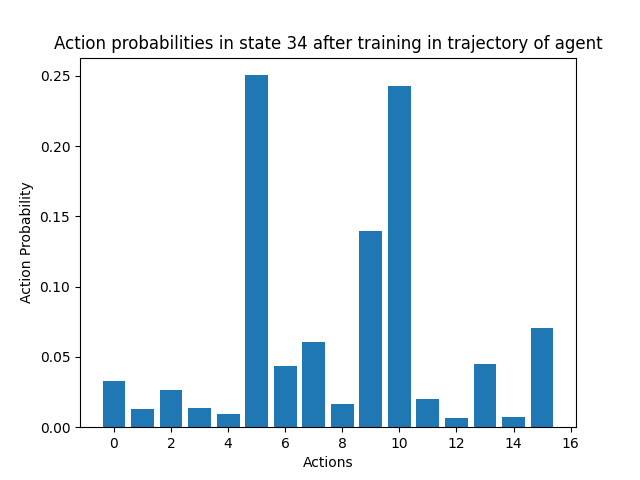 Action probabilities in state 34 after training in trajectory of agent
0.25
0.20
0.15
0.10
0.05
0.00
Action Probability
0 2 4 6 8 10 12 14 16
Actions